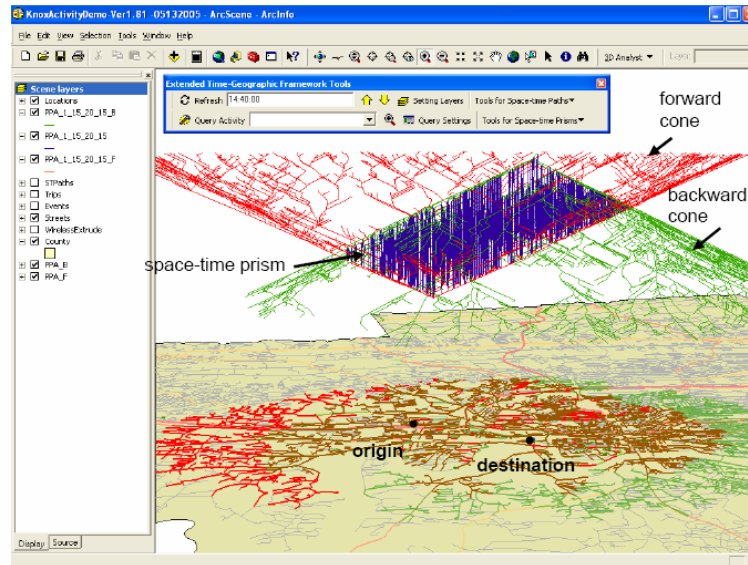 KnoxActivityDemo-Ver1.81 -05132005 - ArcScene - ArcInfo
File Edit View Selection Tools Window Help
3D Analyst Layer:
Scene layers
Locations
PPA_1_15_20_15_B
PPA_1_15_20_15
PPA_1_15_20_15_F
STPaths
Trips
Events
Streets
WirelessExtrude
County
PPA_B
PPA_F
Display Source
Extended Time-Geographic Framework Tools
Refresh 14:40:00 Setting Layers Tools for Space-time Paths
Query Activity Query Settings Tools for Space-time Prisms
forward
cone
backward
cone
space-time prism
origin
destination